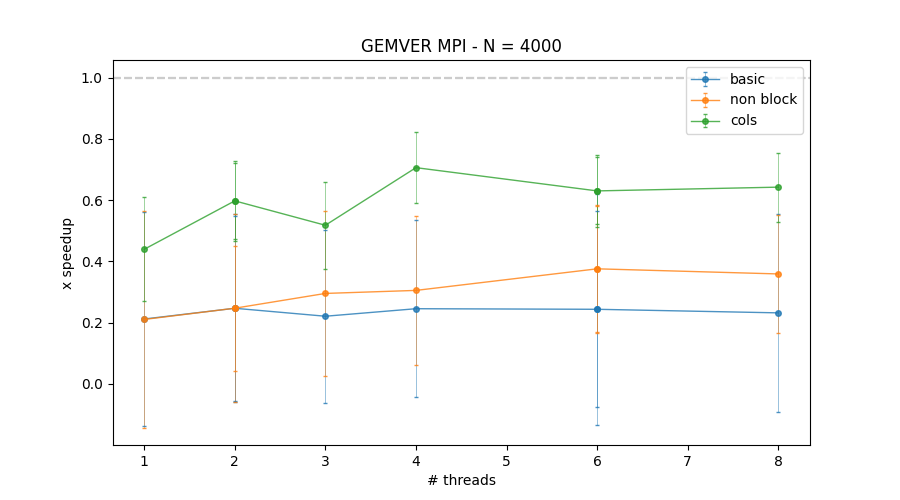 GEMVER MPI - N = 4000
x speedup
1.0
0.8
0.6
0.4
0.2
0.0
basic
non block
cols
1 2 3 4 5 6 7 8
# threads